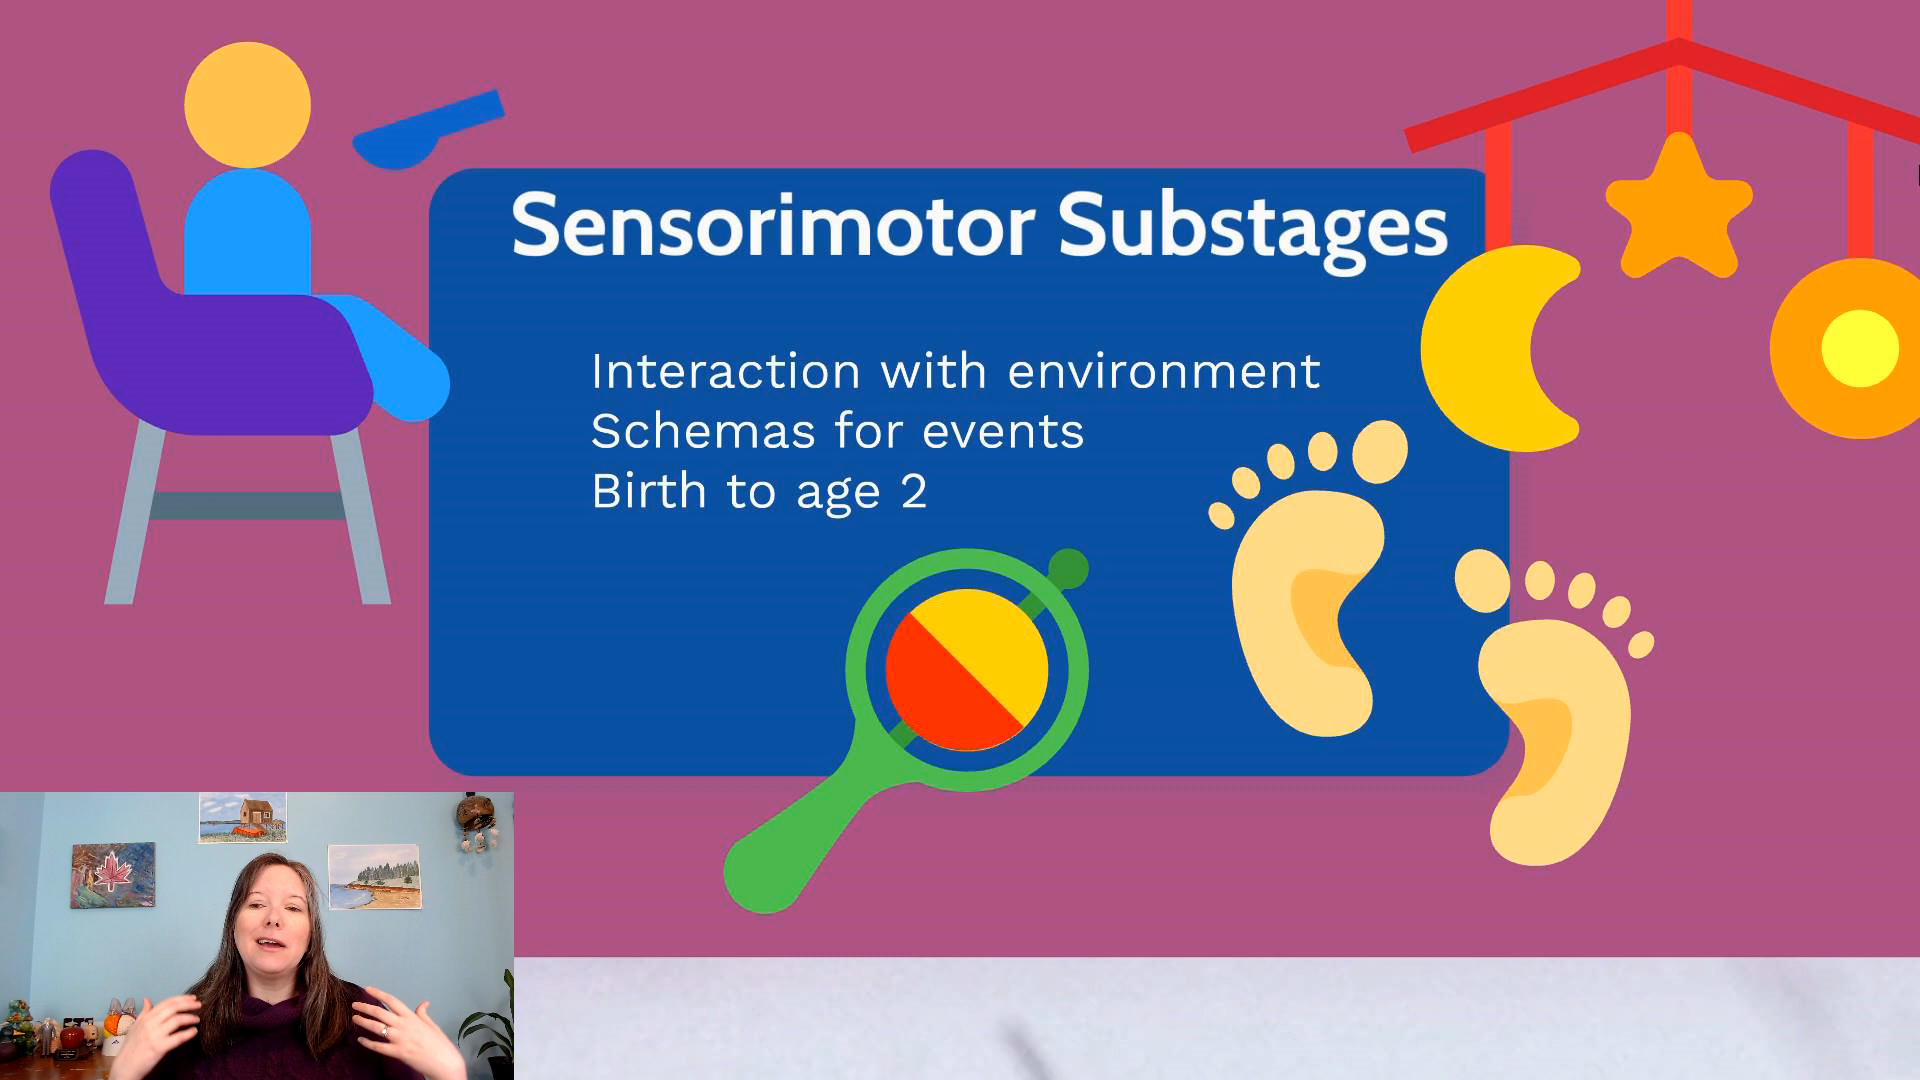 Sensorimotor Substages
Interaction with environment
Schemas for events
Birth to age 2